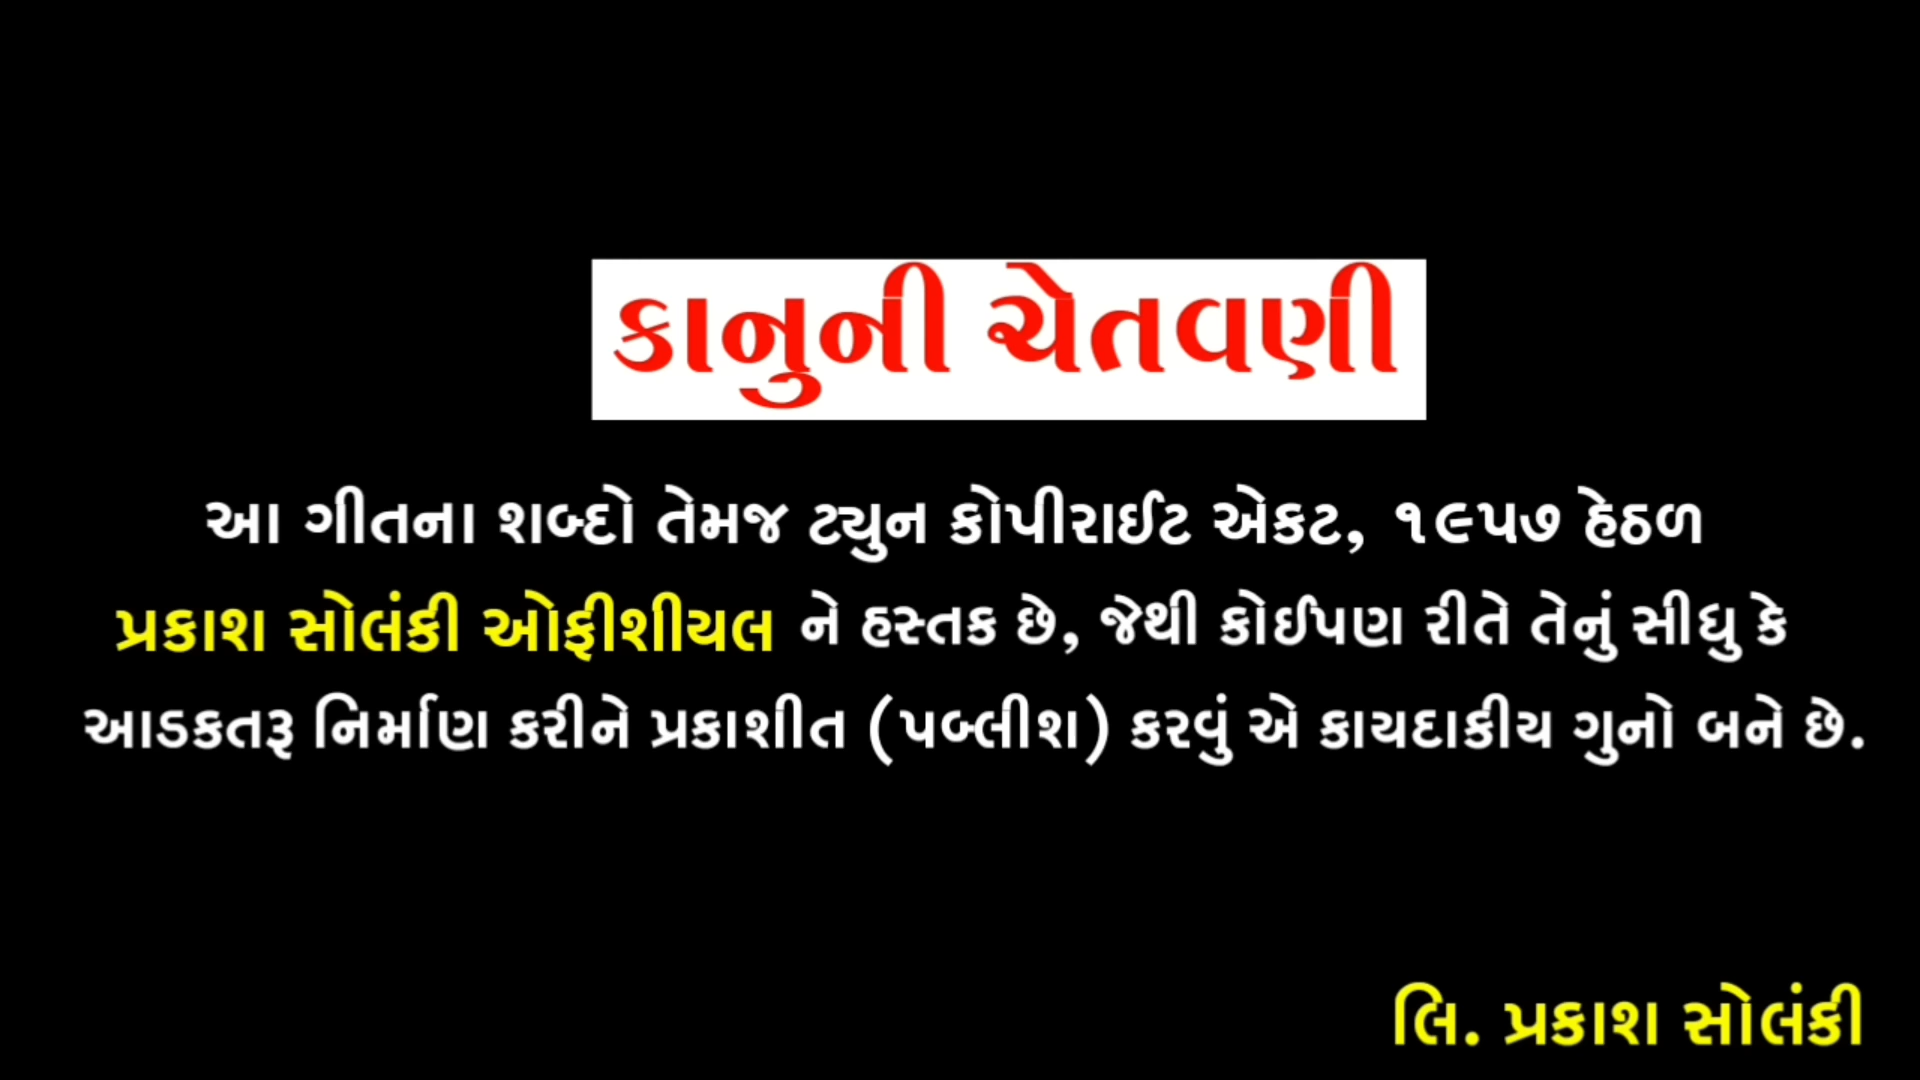 કાનુની ચેતવણી
આ ગીતના શબ્દો તેમજ ટ્યુન કોપીરાઈટ એકટ, ૧૯૫૭ હેઠળ
પ્રકાશ સોલંકી ઓફીશીયલ ને હસ્તક છે, જેથી કોઈપણ રીતે તેનું સીધુ કે
આડકતરૂ નિર્માણ કરીને પ્રકાશીત (પબ્લીશ) કરવું એ કાયદાકીય ગુનો બને છે.
લિ. પ્રકાશ સોલંકી